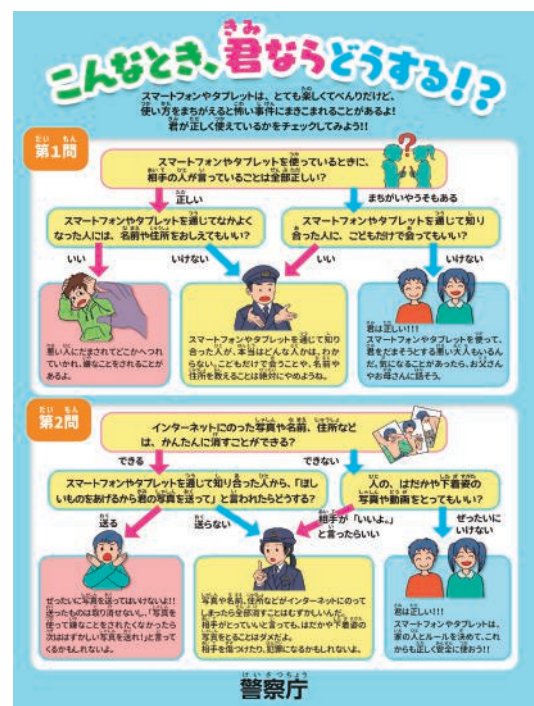 こんなとき、君ならどうする!?
スマートフォンやタブレットは、とても楽しくてべんりだけど、
使い方をまちがえると怖い事件にまきこまれることがあるよ!
君が正しく使えているかをチェックしてみよう!!
第1問
スマートフォンやタブレットを使っているときに、
相手の人が言っていることは全部正しい?
正しい
まちがいやうそもある
スマートフォンやタブレットを通じてなかよく
なった人には、名前や住所をおしえてもいい?
スマートフォンやタブレットを通じて知り
合った人に、こどもだけで会ってもいい?
いい
いけない
いい
いけない
悪い人にだまされてどこかへつれ
ていかれ、嫌なことをされることが
あるよ。
スマートフォンやタブレットを通じて知り
合った人が、本当はどんな人かは、わか
らない。こどもだけで会うことや、名前や
住所を教えることは絶対にやめようね。
君は正しい!!!
スマートフォンやタブレットを使って、
君をだまそうとする悪い大人もいるん
だ。気になることがあったら、お父さん
やお母さんに話そう。
第2問
インターネットにのった写真や名前、住所など
は、かんたんに消すことができる?
できる
できない
スマートフォンやタブレットを通じて知り合った人から、「ほし
いものをあげるから君の写真を送って」と言われたらどうする?
人の、はだかや下着姿の
写真や動画をとってもいい?
送る
送らない
相手が「いいよ。」
と言ったらいい
ぜったいに
いけない
ぜったいに写真を送ってはいけないよ!!
送ったものは取り消せないし、「写真を
使って嫌なことをされたくなかったら
次ははずかしい写真を送れ!」と言って
くるかもしれないよ。
写真や名前、住所などがインターネットにのって
しまったら全部消すことはむずかしいんだ。
相手がとっていいと言っても、はだかや下着姿の
写真をとることはダメだよ。
相手を傷つけたり、犯罪になるかもしれないよ。
君は正しい!!!
スマートフォンやタブレットは、
家の人とルールを決めて、これ
からも正しく安全に使おう!!
警察庁